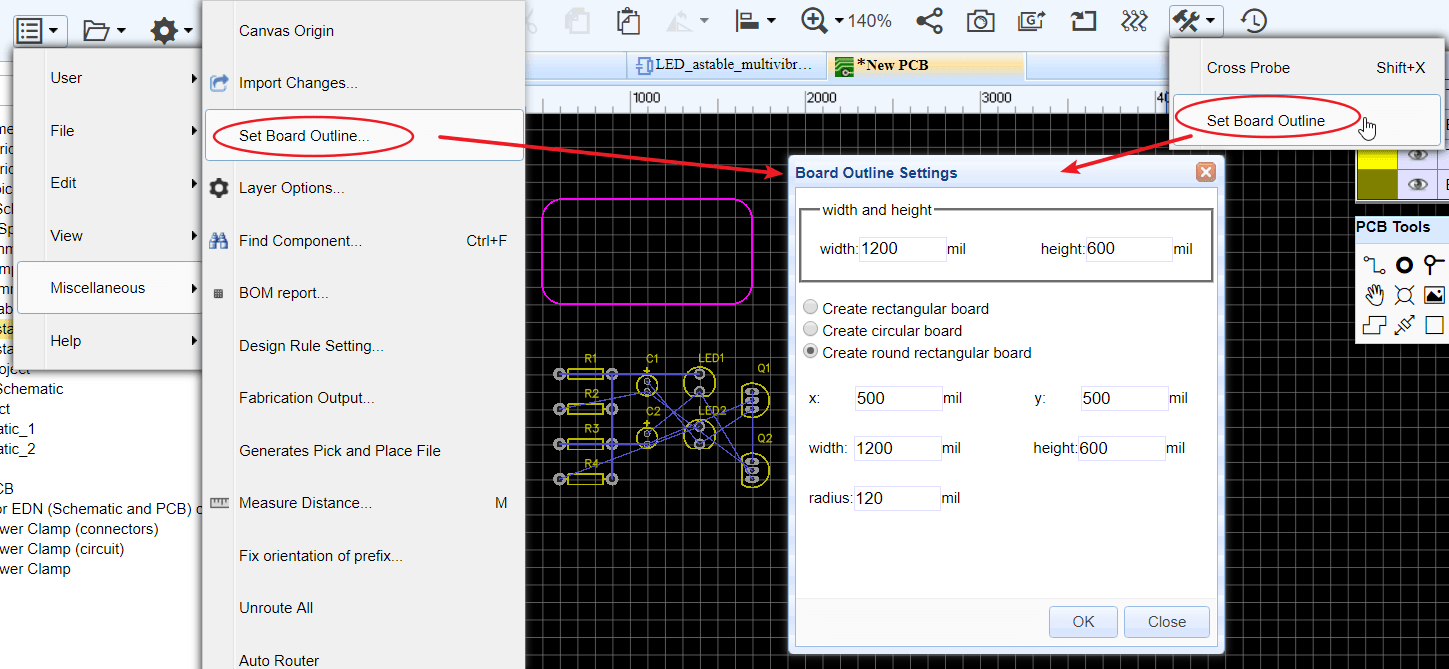 140%
LED_astable_multivibr...
*New PCB
1000
2000
3000
User
File
Edit
View
Miscellaneous
Help
Schematic
atic_1
atic_2
CB
or EDN (Schematic and PCB)
wer Clamp (connectors)
wer Clamp (circuit)
wer Clamp
Canvas Origin
Import Changes...
Set Board Outline...
Layer Options...
Find Component... Ctrl+F
BOM report...
Design Rule Setting...
Fabrication Output...
Generates Pick and Place File
Measure Distance... M
Fix orientation of prefix...
Unroute All
Auto Router
R1
C1
LED1
Q1
R2
C2
LED2
R3
Q2
R4
Board Outline Settings
width and height
width: 1200 mil height: 600 mil
Create rectangular board
Create circular board
Create round rectangular board
x: 500 mil y: 500 mil
width: 1200 mil height: 600 mil
radius: 120 mil
OK Close
Cross Probe Shift+X
Set Board Outline
PCB Tools